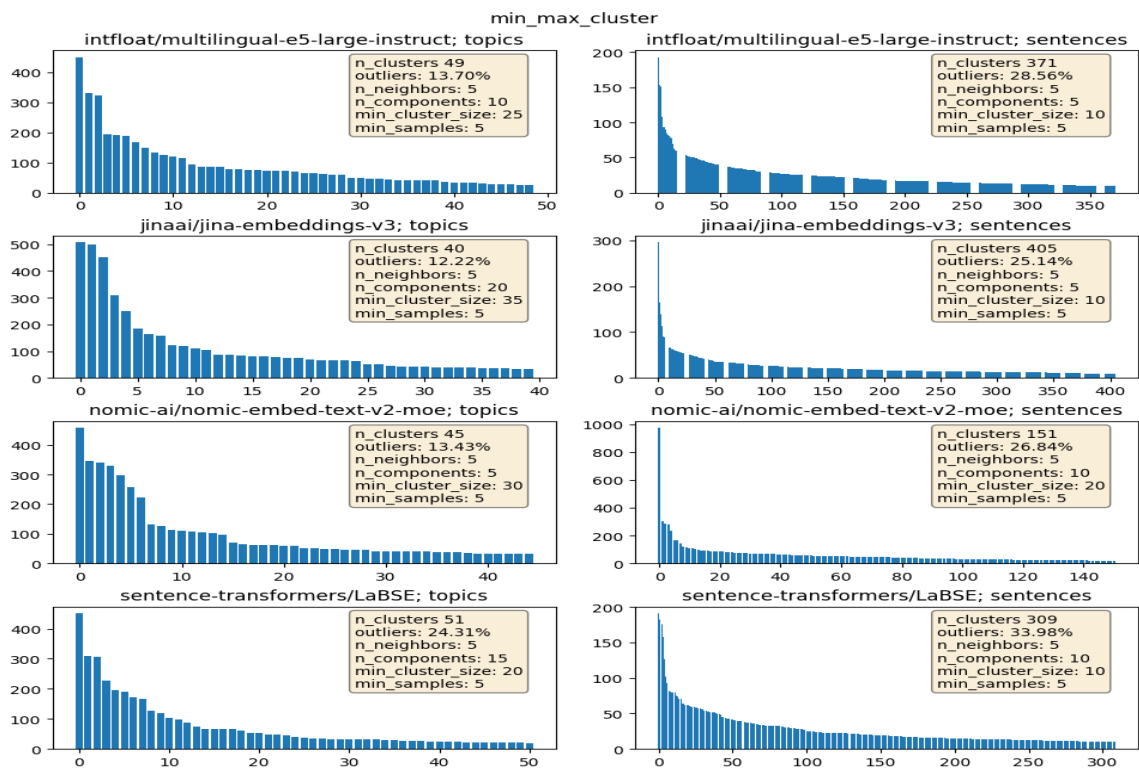 min_max_cluster
intfloat/multilingual-e5-large-instruct; topics
n_clusters 49
outliers: 13.70%
n_neighbors: 5
n_components: 10
min_cluster_size: 25
min_samples: 5
400
300
200
100
0
0 10 20 30 40 50
intfloat/multilingual-e5-large-instruct; sentences
n_clusters 371
outliers: 28.56%
n_neighbors: 5
n_components: 5
min_cluster_size: 10
min_samples: 5
200
150
100
50
0
0 50 100 150 200 250 300 350
jinaai/jina-embeddings-v3; topics
n_clusters 40
outliers: 12.22%
n_neighbors: 5
n_components: 20
min_cluster_size: 35
min_samples: 5
500
400
300
200
100
0
0 5 10 15 20 25 30 35 40
jinaai/jina-embeddings-v3; sentences
n_clusters 405
outliers: 25.14%
n_neighbors: 5
n_components: 5
min_cluster_size: 10
min_samples: 5
300
200
100
0
0 50 100 150 200 250 300 350 400
nomic-ai/nomic-embed-text-v2-moe; topics
n_clusters 45
outliers: 13.43%
n_neighbors: 5
n_components: 5
min_cluster_size: 30
min_samples: 5
400
300
200
100
0
0 10 20 30 40
nomic-ai/nomic-embed-text-v2-moe; sentences
n_clusters 151
outliers: 26.84%
n_neighbors: 5
n_components: 10
min_cluster_size: 20
min_samples: 5
1000
800
600
400
200
0
0 20 40 60 80 100 120 140
sentence-transformers/LaBSE; topics
n_clusters 51
outliers: 24.31%
n_neighbors: 5
n_components: 15
min_cluster_size: 20
min_samples: 5
400
300
200
100
0
0 10 20 30 40 50
sentence-transformers/LaBSE; sentences
n_clusters 309
outliers: 33.98%
n_neighbors: 5
n_components: 10
min_cluster_size: 10
min_samples: 5
200
150
100
50
0
0 50 100 150 200 250 300